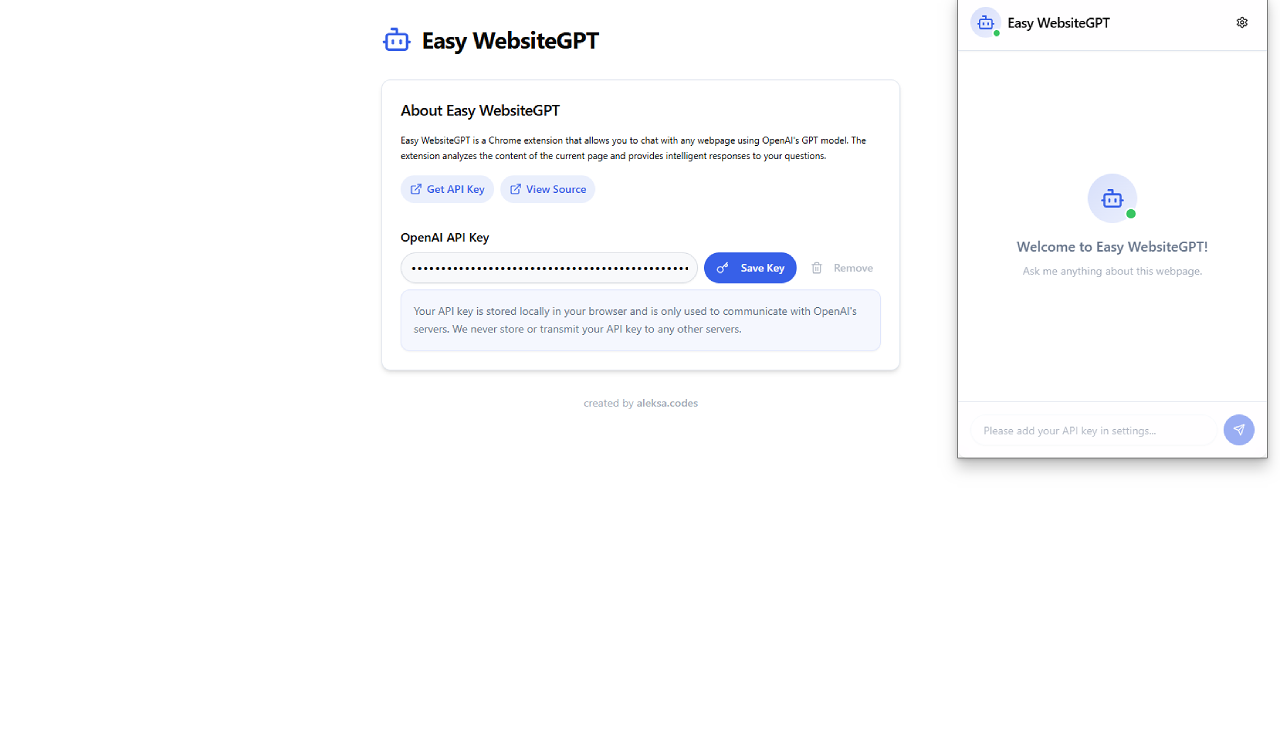 Easy WebsiteGPT
About Easy WebsiteGPT
Easy WebsiteGPT is a Chrome extension that allows you to chat with any webpage using OpenAI's GPT model. The
extension analyzes the content of the current page and provides intelligent responses to your questions.
Get API Key
View Source
OpenAI API Key
Save Key
Remove
Your API key is stored locally in your browser and is only used to communicate with OpenAI's
servers. We never store or transmit your API key to any other servers.
created by aleksa.codes
Easy WebsiteGPT
Welcome to Easy WebsiteGPT!
Ask me anything about this webpage.
Please add your API key in settings...